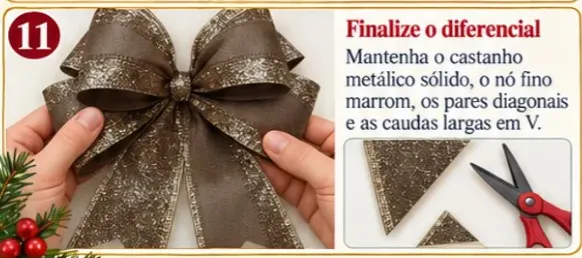 11
Finalize o diferencial
Mantenha o castanho
metálico sólido, o nó fino
marrom, os pares diagonais
e as caudas largas em V.